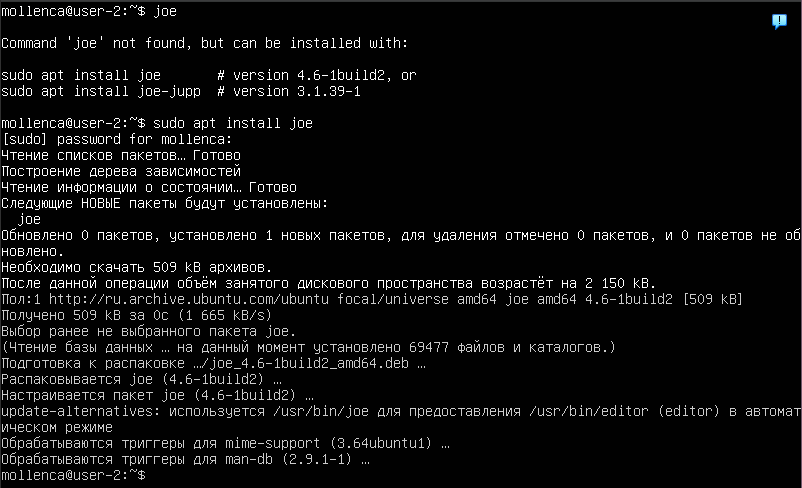 mollenca@user-2:~$ joe
Command 'joe' not found, but can be installed with:
sudo apt install joe       # version 4.6-1build2, or
sudo apt install joe-jupp  # version 3.1.39-1
mollenca@user-2:~$ sudo apt install joe
[sudo] password for mollenca:
Чтение списков пакетов… Готово
Построение дерева зависимостей
Чтение информации о состоянии… Готово
Следующие НОВЫЕ пакеты будут установлены:
  joe
Обновлено 0 пакетов, установлено 1 новых пакетов, для удаления отмечено 0 пакетов, и 0 пакетов не об
новлено.
Необходимо скачать 509 kB архивов.
После данной операции объём занятого дискового пространства возрастёт на 2 150 kB.
Пол:1 http://ru.archive.ubuntu.com/ubuntu focal/universe amd64 joe amd64 4.6-1build2 [509 kB]
Получено 509 kB за 0с (1 665 kB/s)
Выбор ранее не выбранного пакета joe.
(Чтение базы данных … на данный момент установлено 69477 файлов и каталогов.)
Подготовка к распаковке …/joe_4.6-1build2_amd64.deb …
Распаковывается joe (4.6-1build2) …
Настраивается пакет joe (4.6-1build2) …
update-alternatives: используется /usr/bin/joe для предоставления /usr/bin/editor (editor) в автомат
ическом режиме
Обрабатываются триггеры для mime-support (3.64ubuntu1) …
Обрабатываются триггеры для man-db (2.9.1-1) …
mollenca@user-2:~$